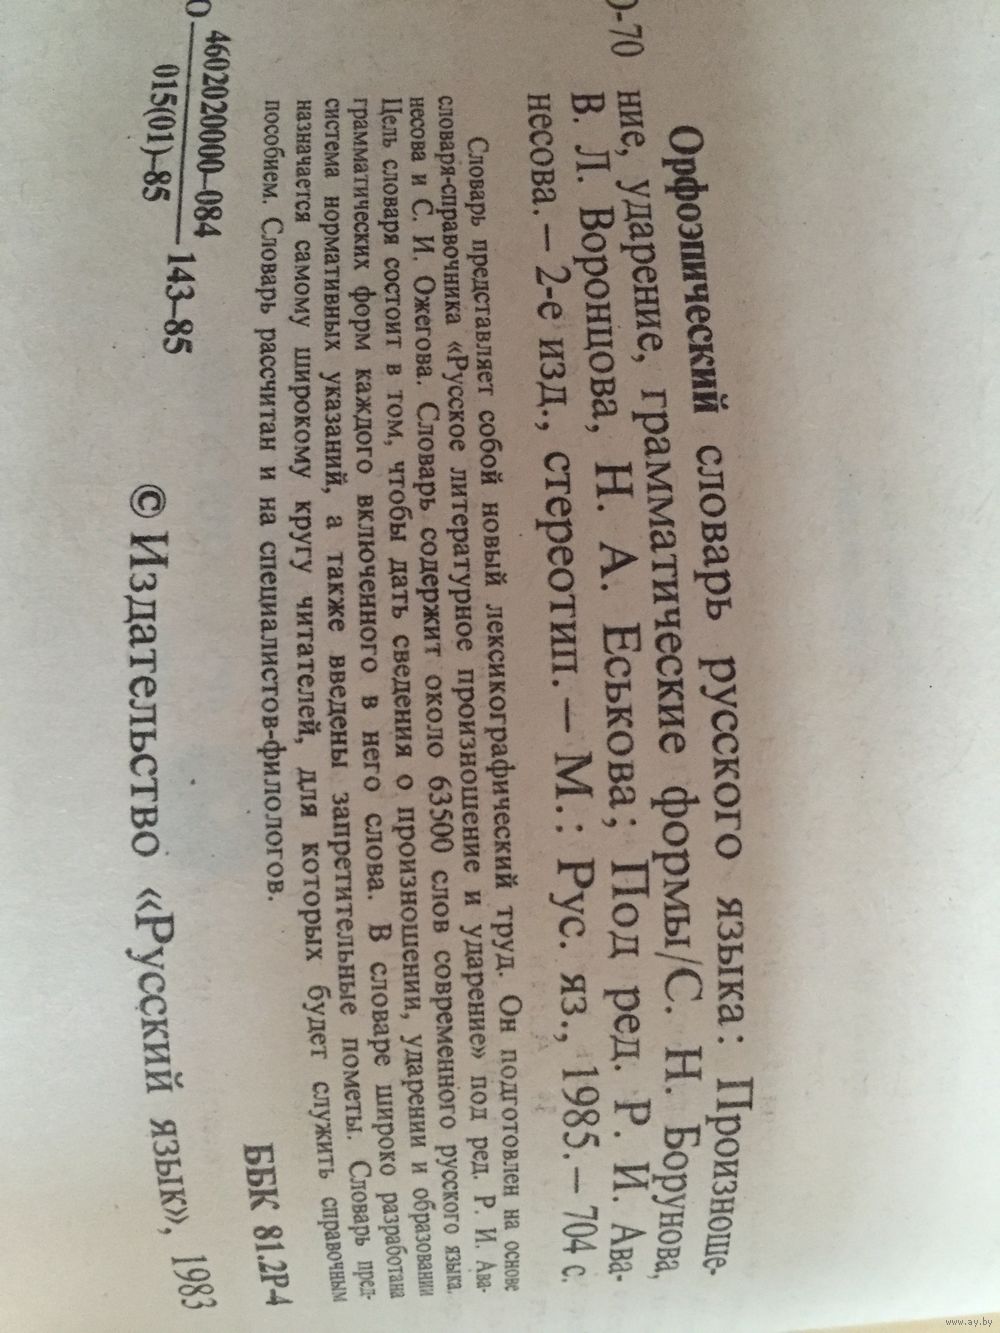 Орфоэпический словарь русского языка: Произноше-
О-70 ние, ударение, грамматические формы/С. Н. Борунова,
В. Л. Воронцова, Н. А. Еськова; Под ред. Р. И. Ава-
несова.— 2-е изд., стереотип.— М.: Рус. яз., 1985.— 704 с.
Словарь представляет собой новый лексикографический труд. Он подготовлен на основе
словаря-справочника «Русское литературное произношение и ударение» под ред. Р. И. Ава-
несова и С. И. Ожегова. Словарь содержит около 63500 слов современного русского языка.
Цель словаря состоит в том, чтобы дать сведения о произношении, ударении и образовании
грамматических форм каждого включенного в него слова. В словаре широко разработана
система нормативных указаний, а также введены запретительные пометы. Словарь пред-
назначается самому широкому кругу читателей, для которых будет служить справочным
пособием. Словарь рассчитан и на специалистов-филологов.
О 4602020000–084 143–85
015(01)–85
ББК 81.2Р-4
© Издательство «Русский язык», 1983
www.ay.by